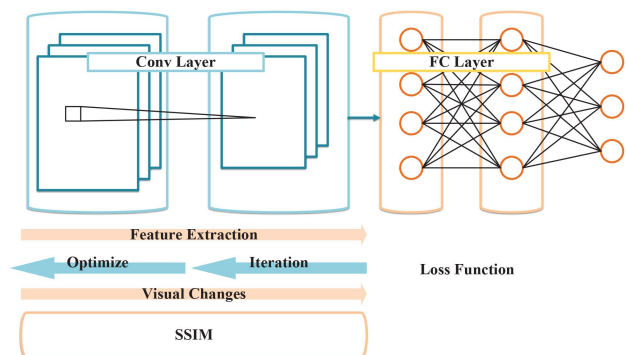 Conv Layer
FC Layer
Feature Extraction
Optimize
Iteration
Loss Function
Visual Changes
SSIM